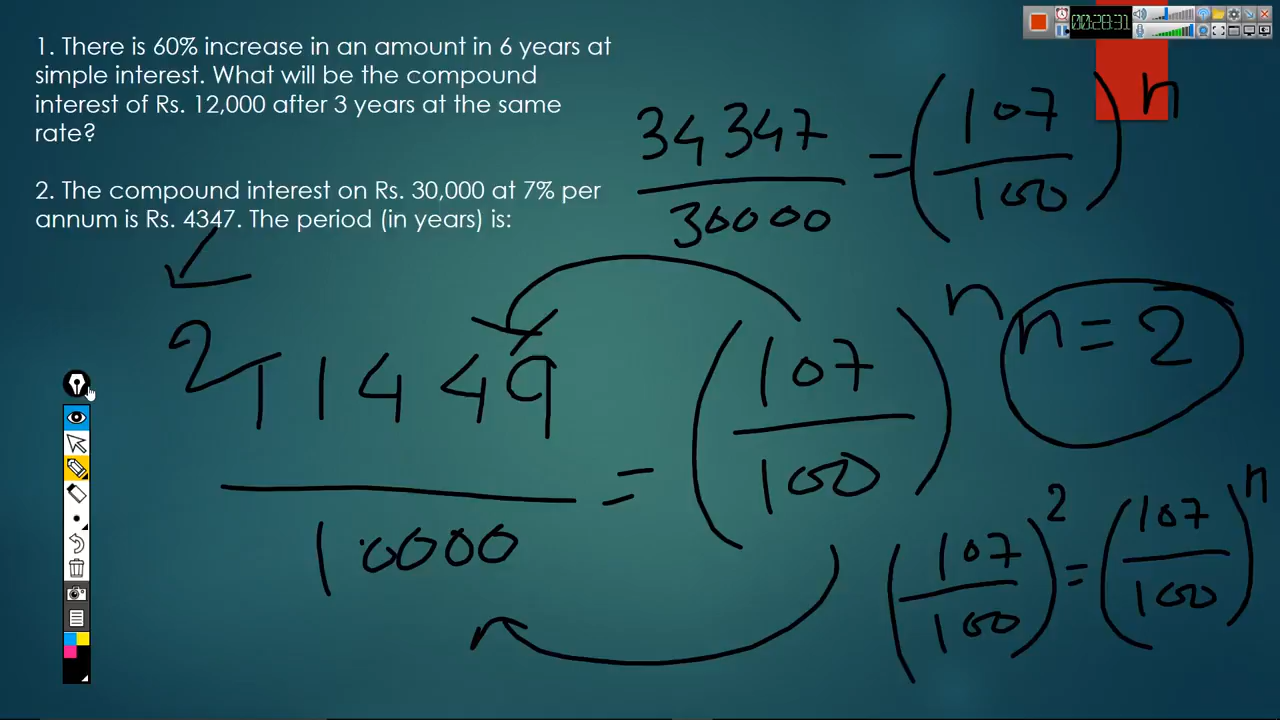 00:28:31
1. There is 60% increase in an amount in 6 years at
simple interest. What will be the compound
interest of Rs. 12,000 after 3 years at the same
rate?
2. The compound interest on Rs. 30,000 at 7% per
annum is Rs. 4347. The period (in years) is:
34347/30000 = (107/100)^n
2
11449/10000 = (107/100)^n
n = 2
(107/100)^2 = (107/100)^n